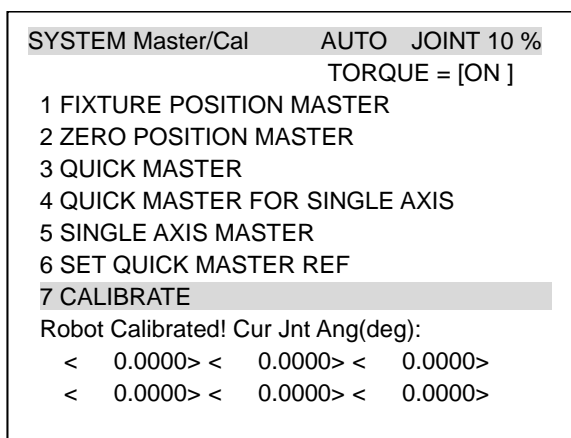 SYSTEM Master/Cal AUTO JOINT 10 %
TORQUE = [ON ]
1 FIXTURE POSITION MASTER
2 ZERO POSITION MASTER
3 QUICK MASTER
4 QUICK MASTER FOR SINGLE AXIS
5 SINGLE AXIS MASTER
6 SET QUICK MASTER REF
7 CALIBRATE
Robot Calibrated! Cur Jnt Ang(deg):
< 0.0000> < 0.0000> < 0.0000>
< 0.0000> < 0.0000> < 0.0000>